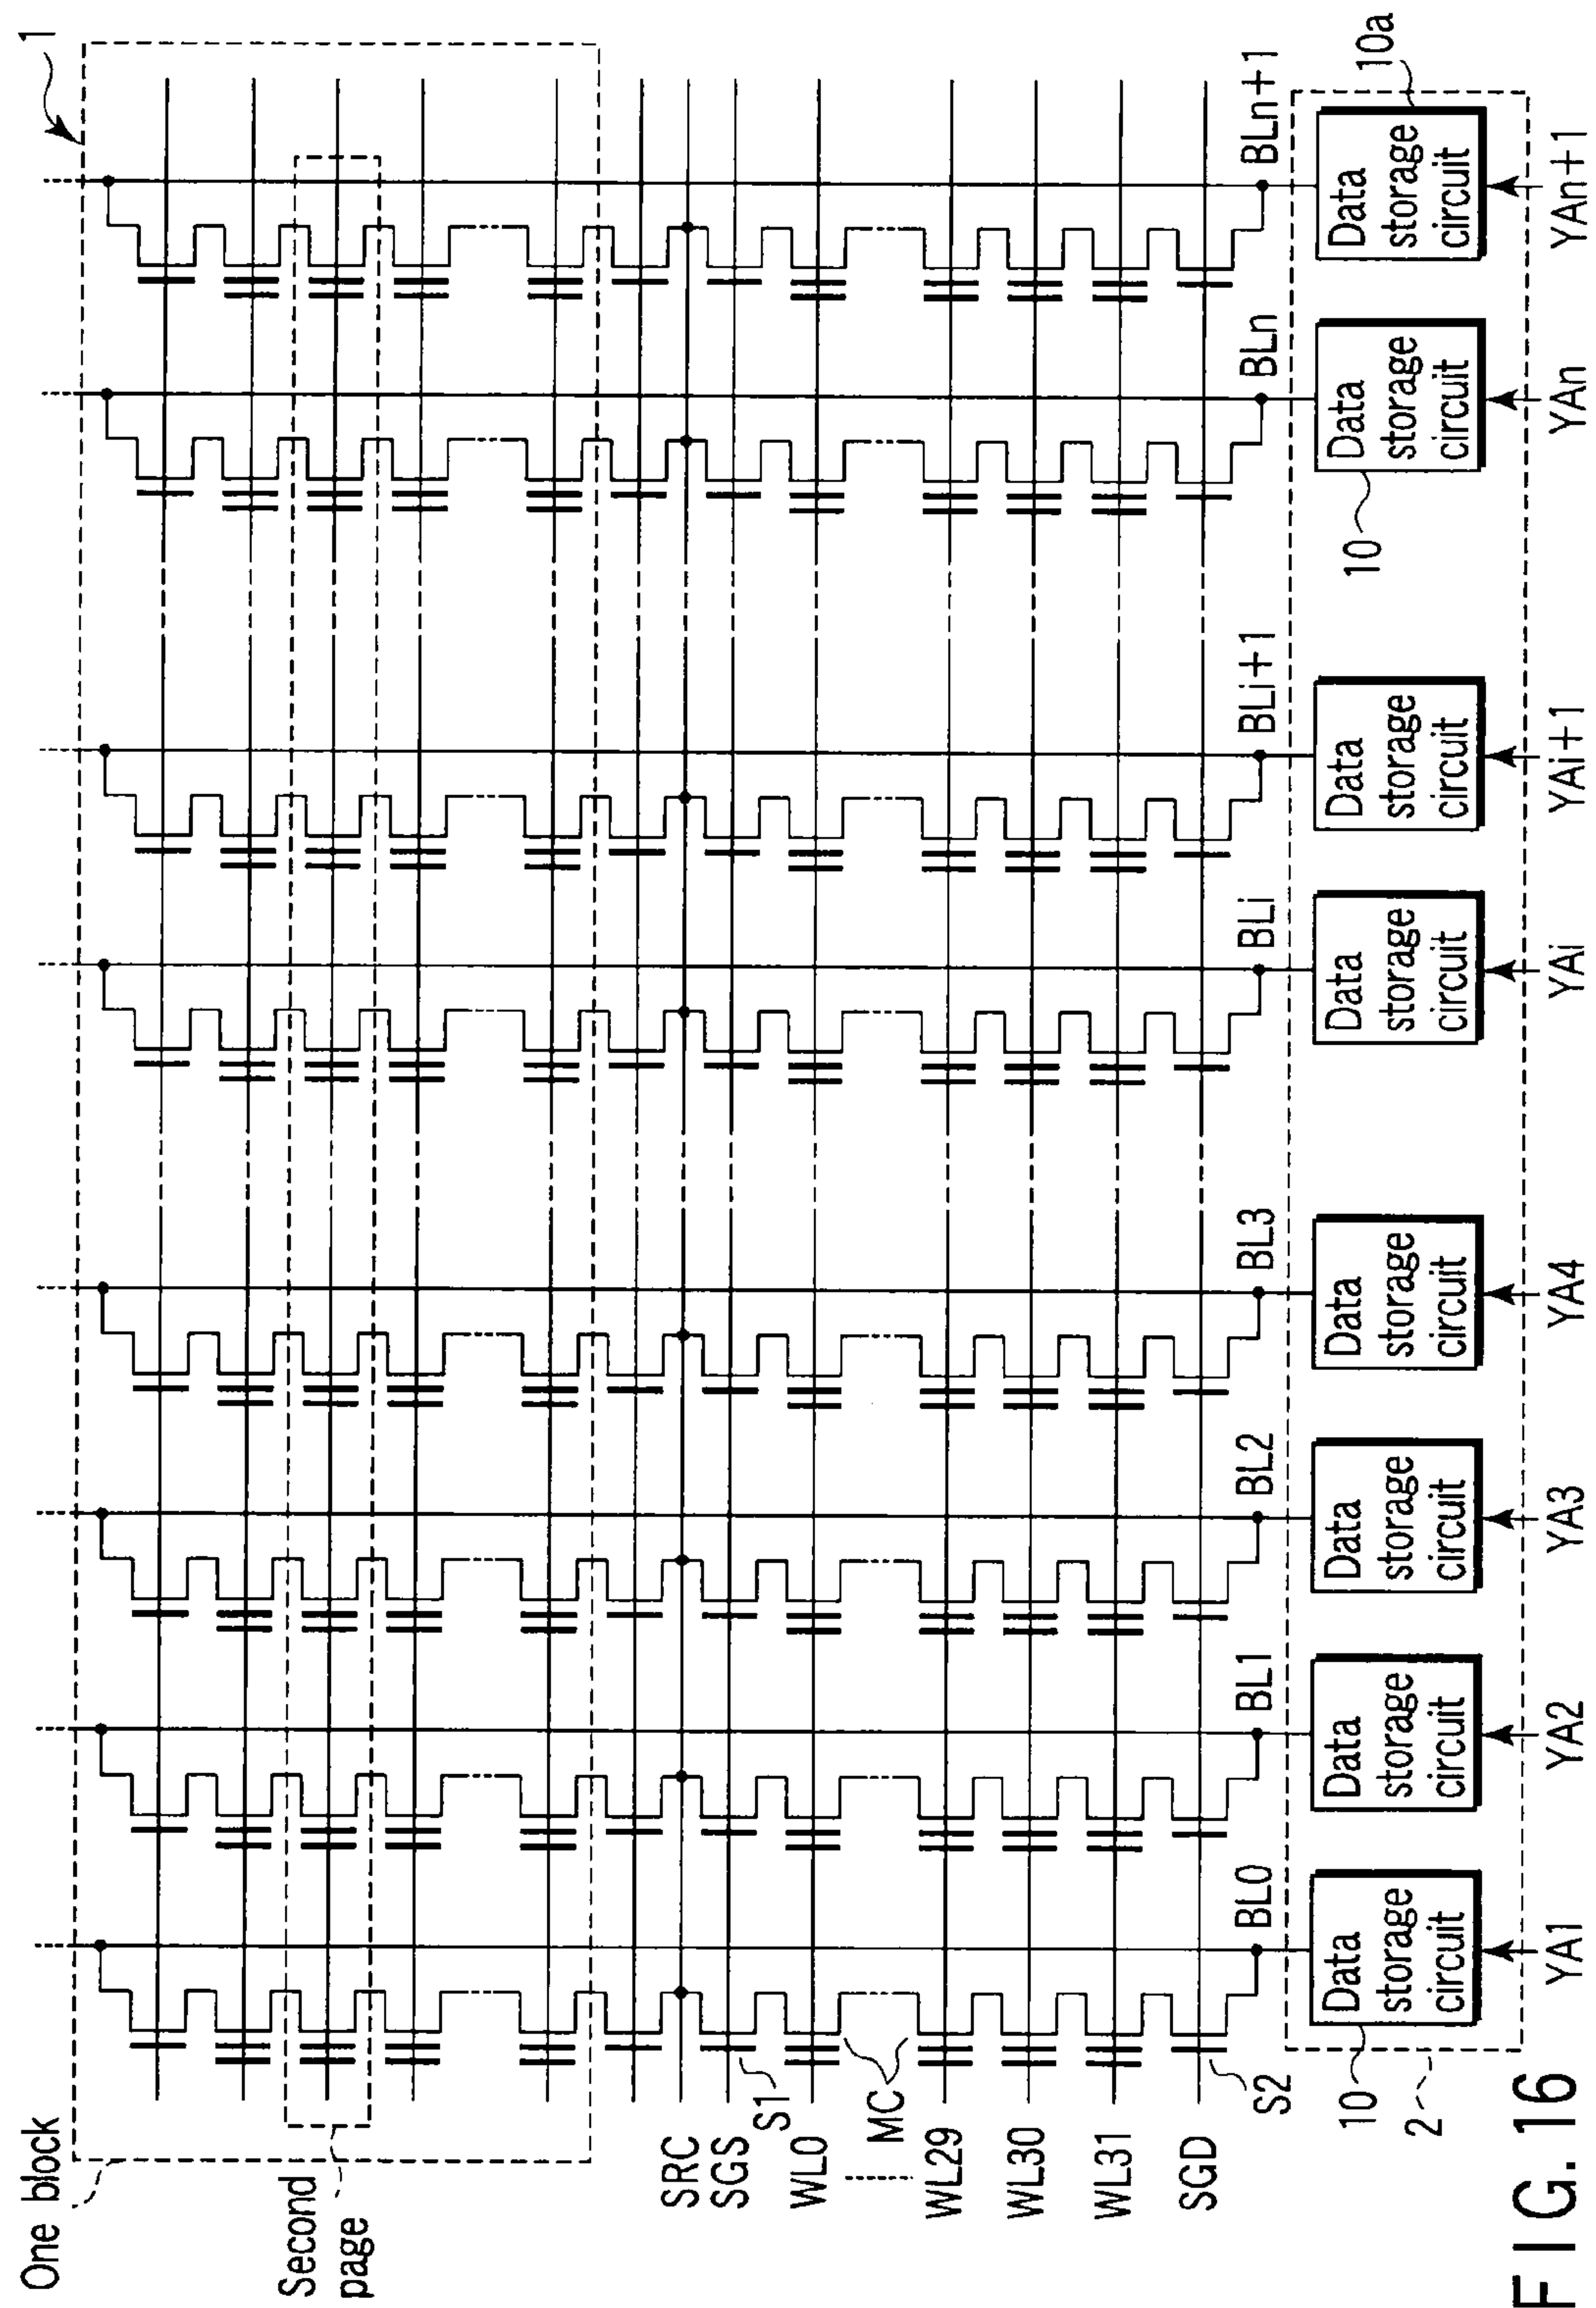 1
One block
Second
page
SRC
SGS
S1
WL0
MC
WL29
WL30
WL31
SGD
S2
BL0
BL1
BL2
BL3
BLi
BLi+1
BLn
BLn+1
Data
storage
circuit
Data
storage
circuit
Data
storage
circuit
Data
storage
circuit
Data
storage
circuit
Data
storage
circuit
Data
storage
circuit
Data
storage
circuit
10
2
10
10a
YA1
YA2
YA3
YA4
YAi
YAi+1
YAn
YAn+1
FIG. 16